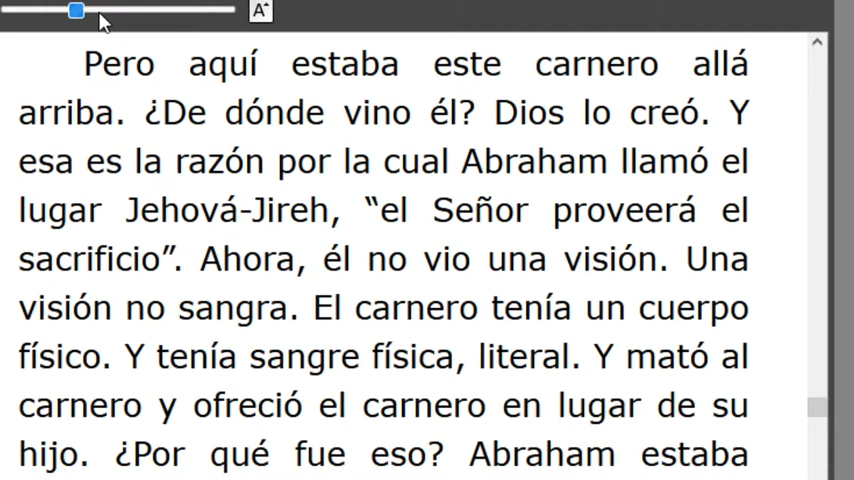 A
Pero aquí estaba este carnero allá
arriba. ¿De dónde vino él? Dios lo creó. Y
esa es la razón por la cual Abraham llamó el
lugar Jehová-Jireh, “el Señor proveerá el
sacrificio”. Ahora, él no vio una visión. Una
visión no sangra. El carnero tenía un cuerpo
físico. Y tenía sangre física, literal. Y mató al
carnero y ofreció el carnero en lugar de su
hijo. ¿Por qué fue eso? Abraham estaba